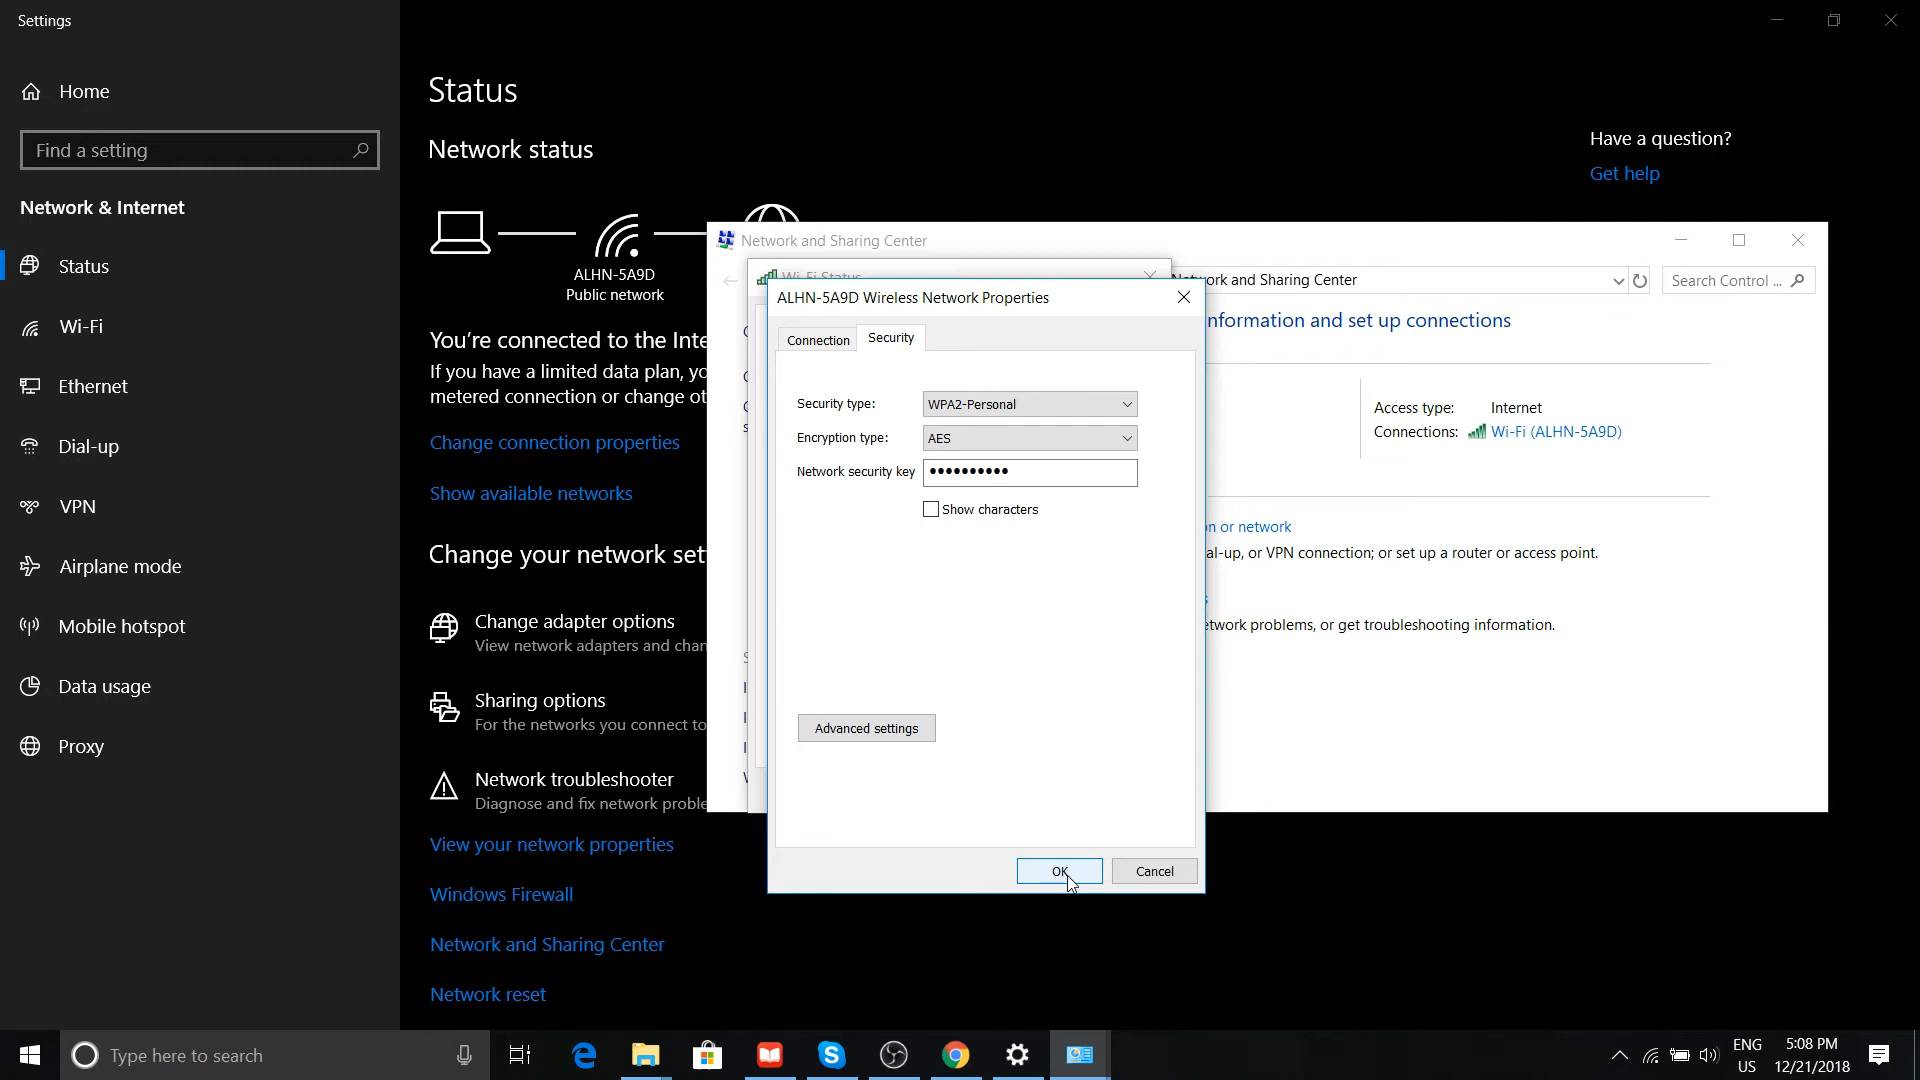 Settings
Home
Find a setting
Network & Internet
Status
Wi-Fi
Ethernet
Dial-up
VPN
Airplane mode
Mobile hotspot
Data usage
Proxy
Status
Network status
ALHN-5A9D
Public network
You're connected to the Inte
If you have a limited data plan, yo
metered connection or change ot
Change connection properties
Show available networks
Change your network set
Change adapter options
View network adapters and chan
Sharing options
For the networks you connect to
Network troubleshooter
Diagnose and fix network proble
View your network properties
Windows Firewall
Network and Sharing Center
Network reset
Have a question?
Get help
Network and Sharing Center
Wi-Fi Status
Network and Sharing Center
Search Control ...
nformation and set up connections
Access type: Internet
Connections: Wi-Fi (ALHN-5A9D)
on or network
al-up, or VPN connection; or set up a router or access point.
etwork problems, or get troubleshooting information.
ALHN-5A9D Wireless Network Properties
Connection
Security
Security type: WPA2-Personal
Encryption type: AES
Network security key ••••••••••
Show characters
Advanced settings
OK
Cancel
Type here to search
ENG
US
5:08 PM
12/21/2018